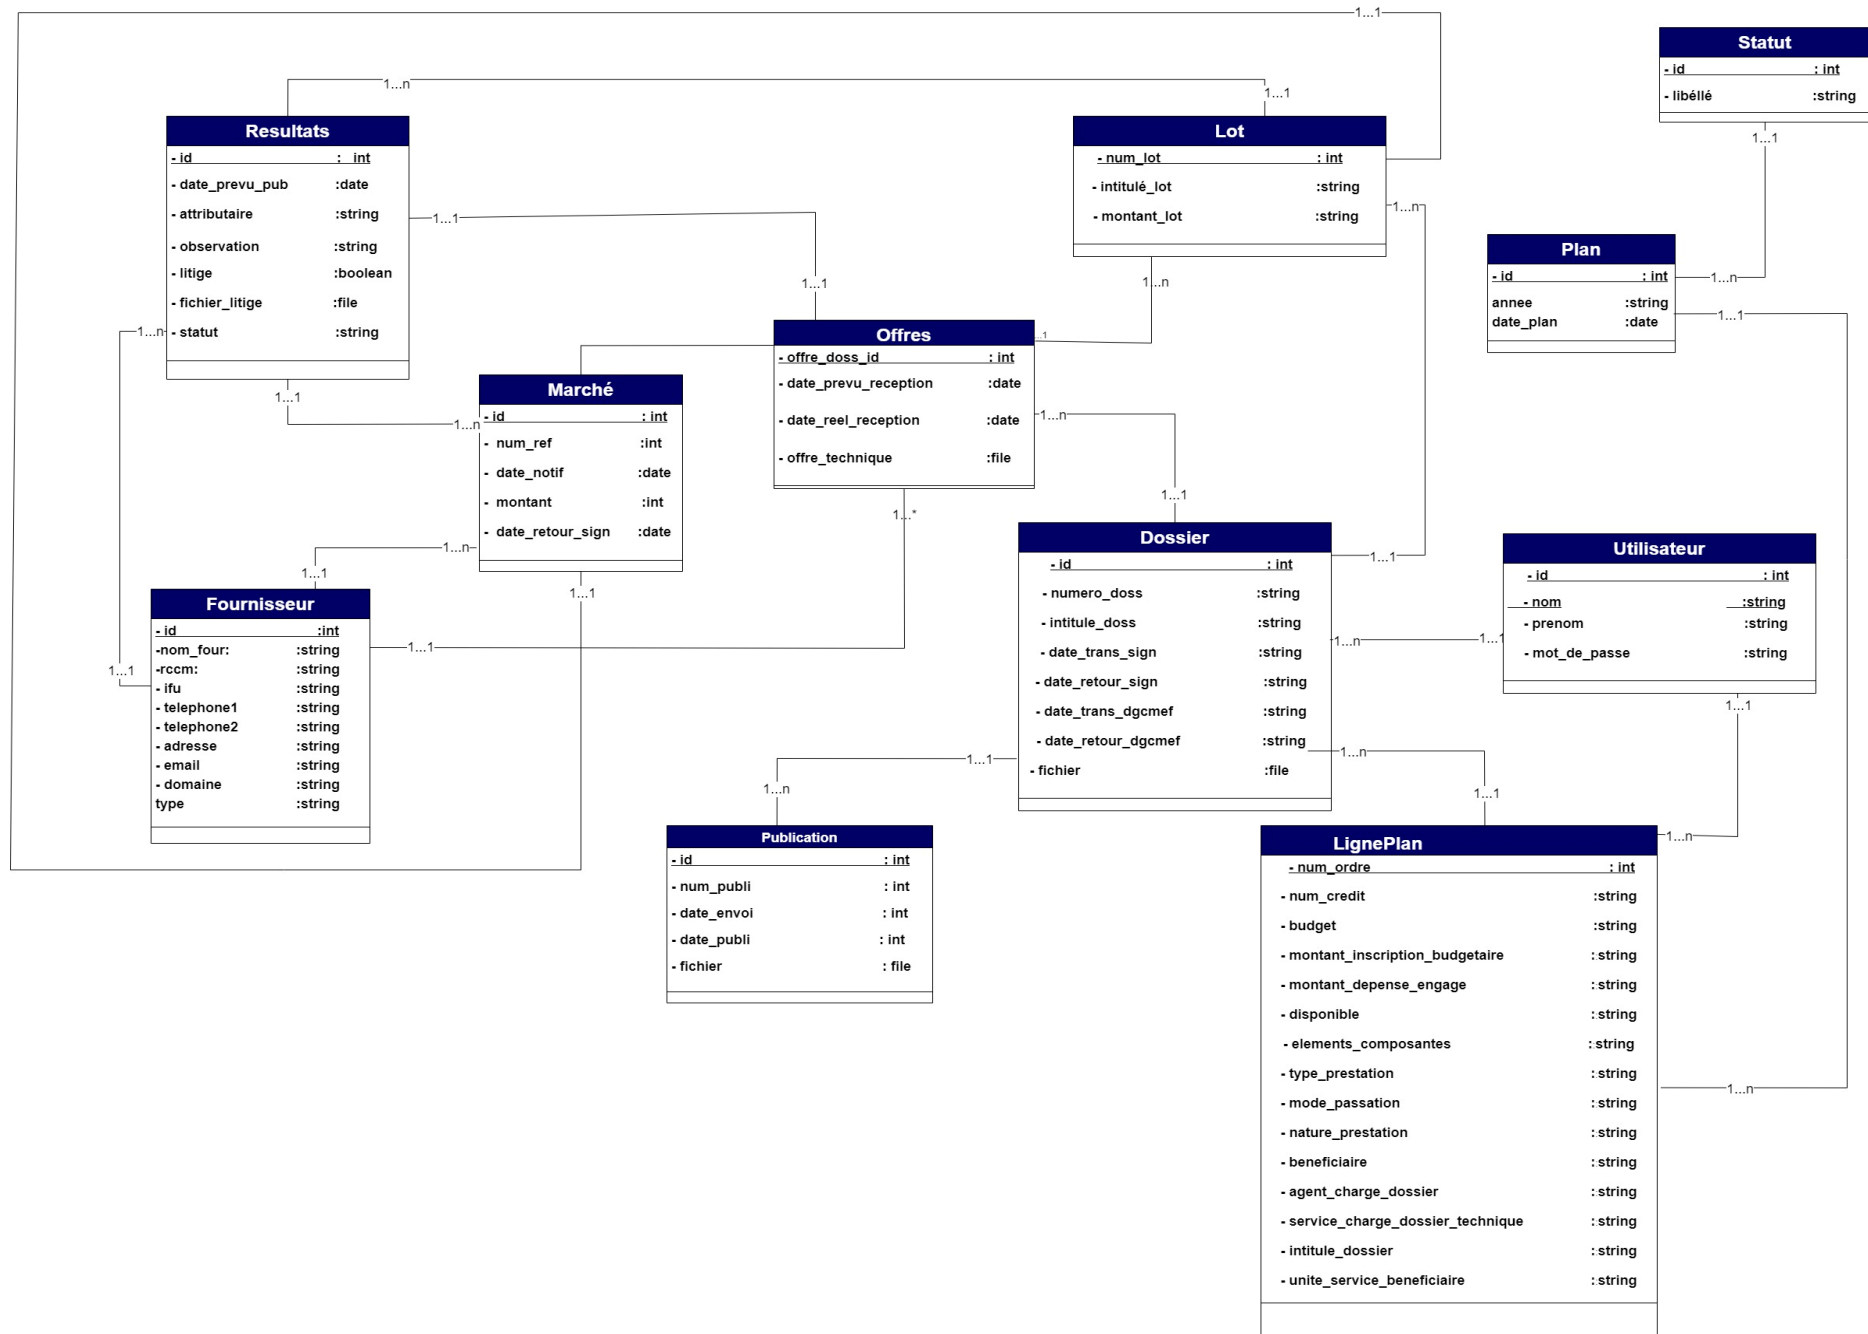 1...1
Statut
- id : int
- libéllé :string
1...1
1...n
1...1
Resultats
- id : int
- date_prevu_pub :date
- attributaire :string
- observation :string
- litige :boolean
- fichier_litige :file
- statut :string
1...1
1...n
1...1
1...1
Lot
- num_lot : int
- intitulé_lot :string
- montant_lot :string
1...n
1...n
Plan
- id : int
annee :string
date_plan :date
1...n
1...1
Offres
- offre_doss_id : int
- date_prevu_reception :date
- date_reel_reception :date
- offre_technique :file
...1
1...n
1...1
1...*
Marché
- id : int
- num_ref :int
- date_notif :date
- montant :int
- date_retour_sign :date
1...n
1...n
1...1
1...1
Fournisseur
- id :int
-nom_four: :string
-rccm: :string
- ifu :string
- telephone1 :string
- telephone2 :string
- adresse :string
- email :string
- domaine :string
type :string
1...1
1...1
Dossier
- id : int
- numero_doss :string
- intitule_doss :string
- date_trans_sign :string
- date_retour_sign :string
- date_trans_dgcmef :string
- date_retour_dgcmef :string
- fichier :file
1...1
1...n
1...1
1...n
1...1
Utilisateur
- id : int
- nom :string
- prenom :string
- mot_de_passe :string
1...1
1...n
1...n
Publication
- id : int
- num_publi : int
- date_envoi : int
- date_publi : int
- fichier : file
1...1
1...n
LignePlan
- num_ordre : int
- num_credit :string
- budget :string
- montant_inscription_budgetaire :string
- montant_depense_engage :string
- disponible :string
- elements_composantes :string
- type_prestation :string
- mode_passation :string
- nature_prestation :string
- beneficiaire :string
- agent_charge_dossier :string
- service_charge_dossier_technique :string
- intitule_dossier :string
- unite_service_beneficiaire :string